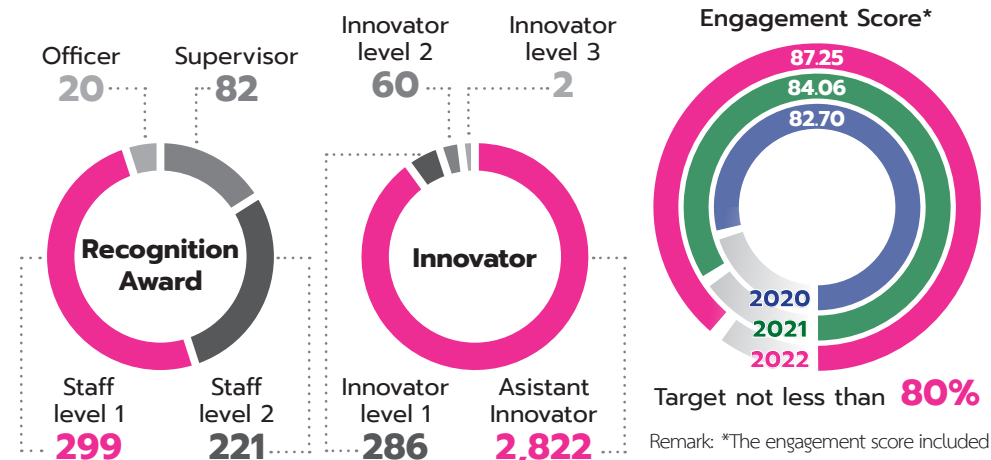 Officer
20
Supervisor
82
Recognition
Award
Staff
level 1
299
Staff
level 2
221
Innovator
level 2
60
Innovator
level 3
2
Innovator
Innovator
level 1
286
Asistant
Innovator
2,822
Engagement Score*
87.25
84.06
82.70
2020
2021
2022
Target not less than 80%
Remark: *The engagement score included